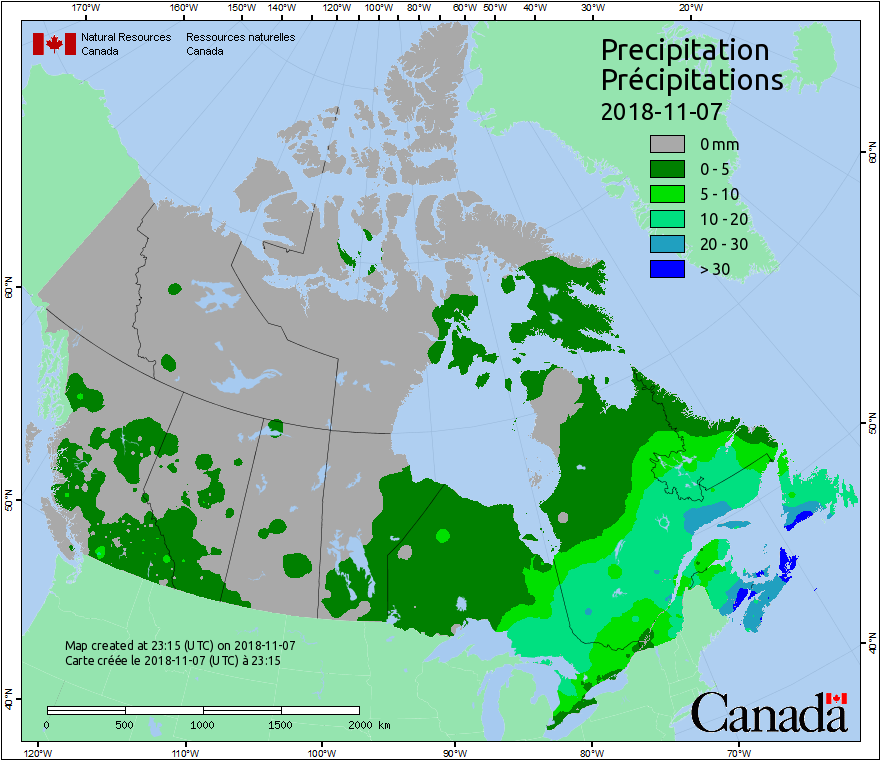 170°W 160°W 150°W 140°W 130°W 120°W 110°W 100°W 90°W 80°W 60°W 50°W 40°W 30°W 20°W
Natural Resources Ressources naturelles
Canada Canada
Precipitation
Précipitations
2018-11-07
0 mm
0 - 5
5 - 10
10 - 20
20 - 30
> 30
60°N 60°N
50°N 50°N
40°N 40°N
Map created at 23:15 (UTC) on 2018-11-07
Carte créée le 2018-11-07 (UTC) à 23:15
0 500 1000 1500 2000 km
Canada
120°W 110°W 100°W 90°W 80°W 70°W